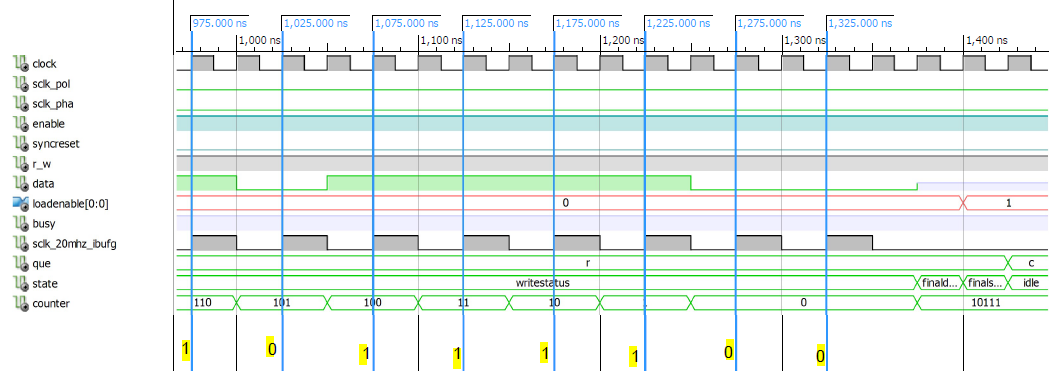 975.000 ns 1,025.000 ns 1,075.000 ns 1,125.000 ns 1,175.000 ns 1,225.000 ns 1,275.000 ns 1,325.000 ns
1,000 ns 1,100 ns 1,200 ns 1,300 ns 1,400 ns
clock
sclk_pol
sclk_pha
enable
syncreset
r_w
data
loadenable[0:0] 0 1
busy
sclk_20mhz_ibufg
que r c
state writestatus finald... finals... idle
counter 110 101 100 11 10 . 0 10111
1 0 1 1 1 1 0 0